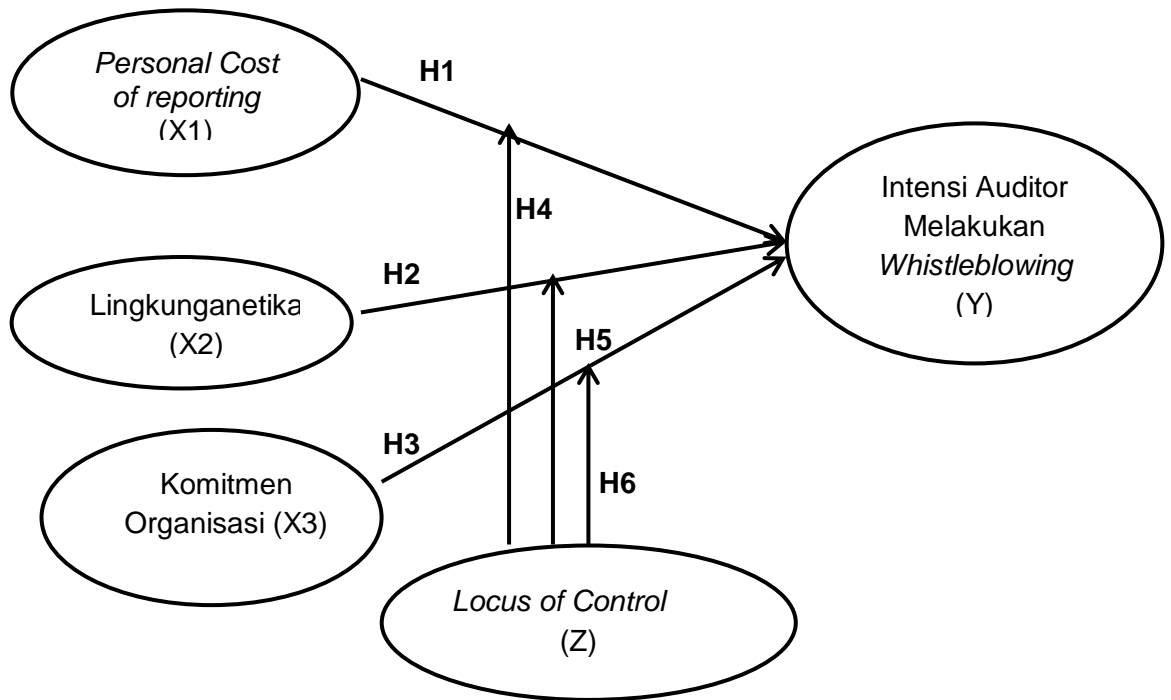 Personal Cost
of reporting
(X1)
H1
H4
Intensi Auditor
Melakukan
Whistleblowing
(Y)
H2
Lingkunganetika
(X2)
H5
H3
Komitmen
Organisasi (X3)
H6
Locus of Control
(Z)